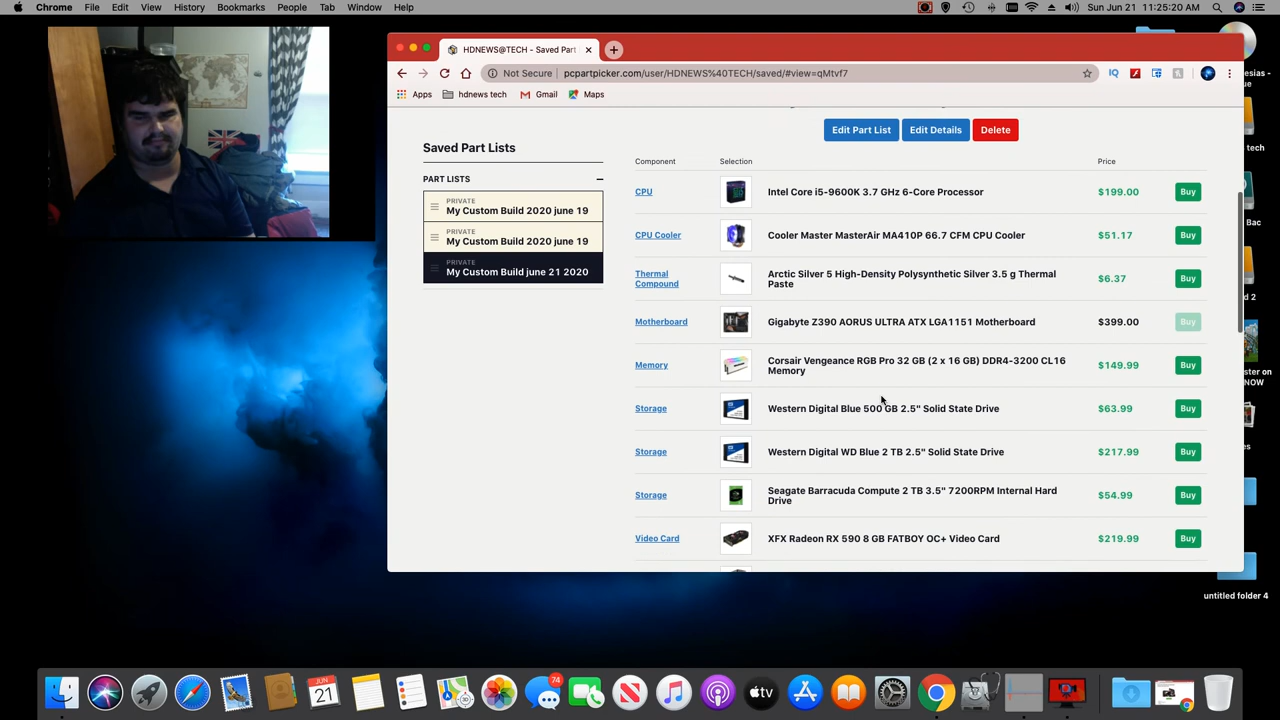 Chrome File Edit View History Bookmarks People Tab Window Help
Sun Jun 21 11:25:20 AM
HDNEWS@TECH - Saved Part
Not Secure pcpartpicker.com/user/HDNEWS%40TECH/saved/#view=qMtvf7
Apps hdnews tech Gmail Maps
Edit Part List Edit Details Delete
Saved Part Lists
PART LISTS
PRIVATE
My Custom Build 2020 june 19
PRIVATE
My Custom Build 2020 june 19
PRIVATE
My Custom Build june 21 2020
Component Selection Price
CPU Intel Core i5-9600K 3.7 GHz 6-Core Processor $199.00 Buy
CPU Cooler Cooler Master MasterAir MA410P 66.7 CFM CPU Cooler $51.17 Buy
Thermal Compound Arctic Silver 5 High-Density Polysynthetic Silver 3.5 g Thermal
Paste $6.37 Buy
Motherboard Gigabyte Z390 AORUS ULTRA ATX LGA1151 Motherboard $399.00 Buy
Memory Corsair Vengeance RGB Pro 32 GB (2 x 16 GB) DDR4-3200 CL16
Memory $149.99 Buy
Storage Western Digital Blue 500 GB 2.5" Solid State Drive $63.99 Buy
Storage Western Digital WD Blue 2 TB 2.5" Solid State Drive $217.99 Buy
Storage Seagate Barracuda Compute 2 TB 3.5" 7200RPM Internal Hard
Drive $54.99 Buy
Video Card XFX Radeon RX 590 8 GB FATBOY OC+ Video Card $219.99 Buy
untitled folder 4
74
JUN
21